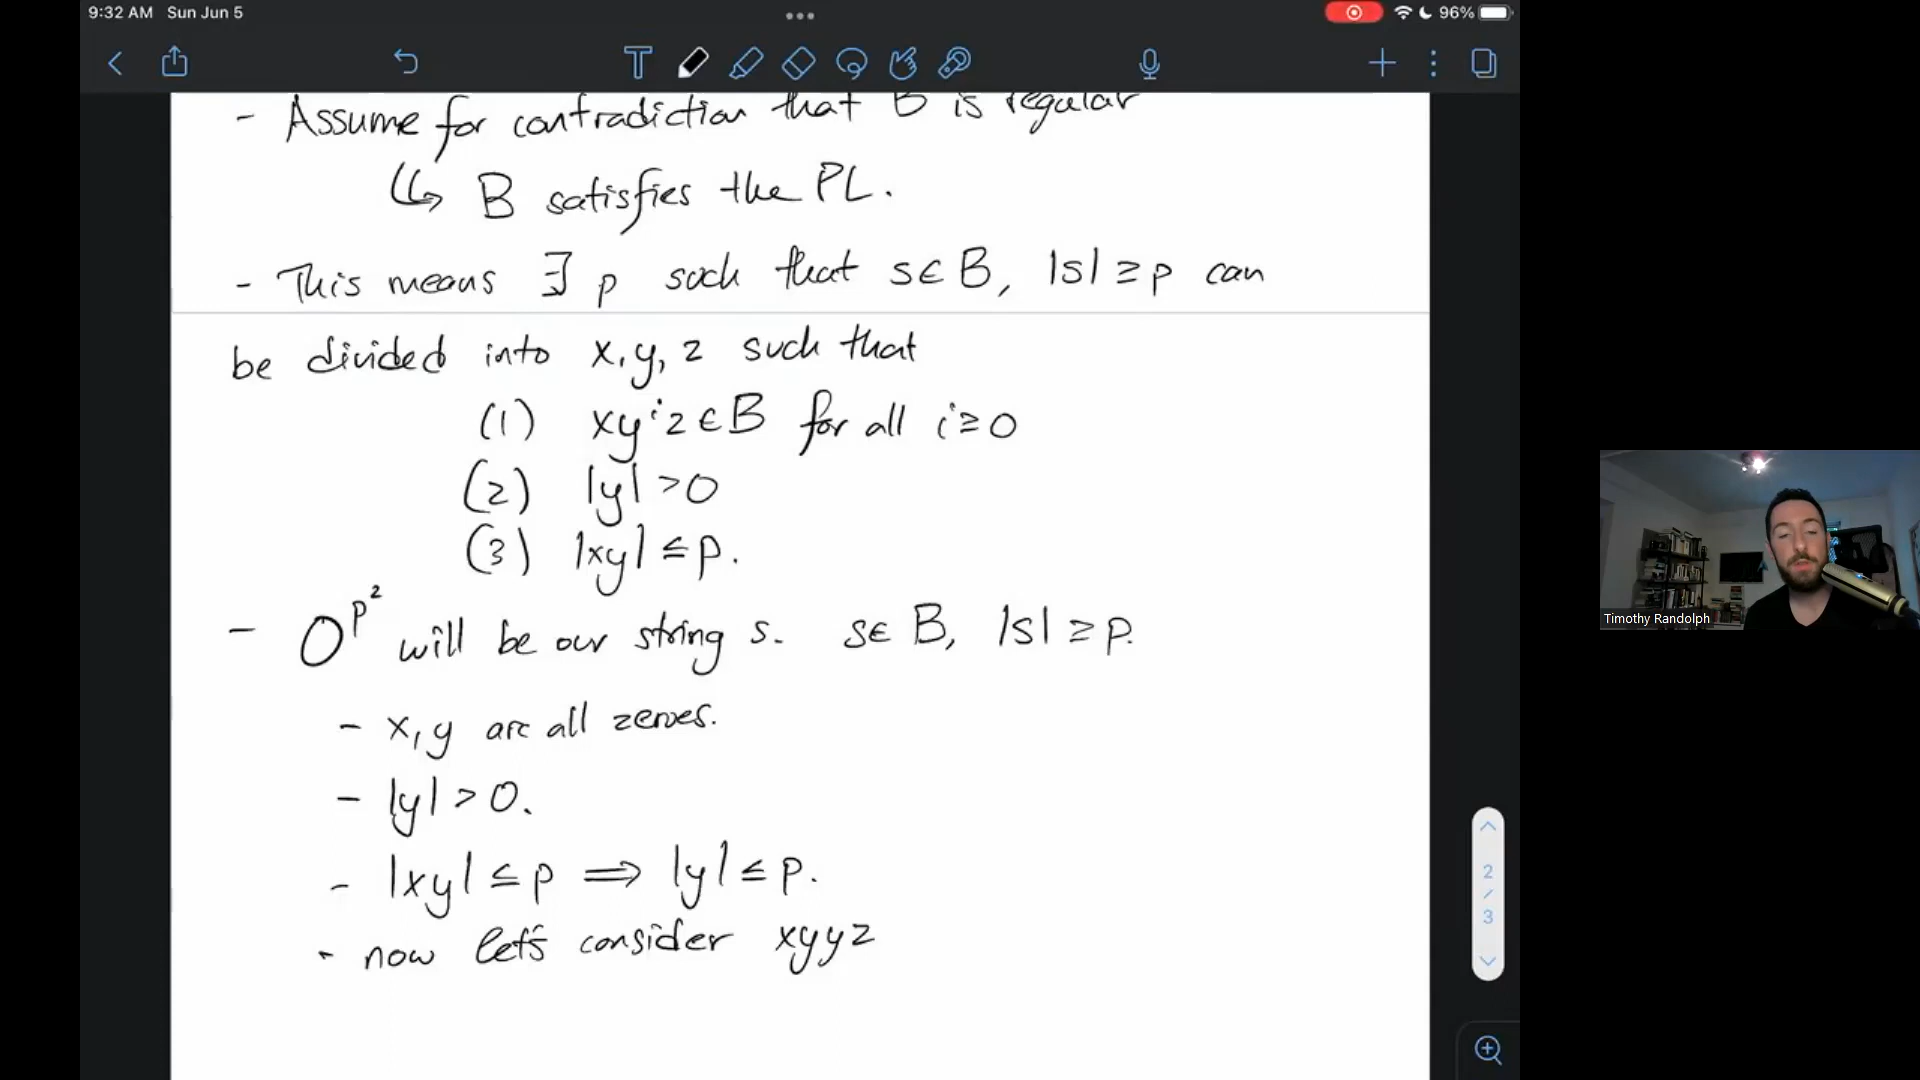 9:32 AM Sun Jun 5
96%
- Assume for contradiction that B is regular
↳ B satisfies the PL.
- This means ∃ p such that s∈B, |s| ≥ p can
be divided into x, y, z such that
(1) xyⁱz ∈ B for all i ≥ 0
(2) |y| > 0
(3) |xy| ≤ p.
- 0^p² will be our string s. s∈ B, |s| ≥ p.
- x, y are all zeroes.
- |y| > 0.
- |xy| ≤ p ⟹ |y| ≤ p.
- now let's consider xyyz
2
/
3
Timothy Randolph